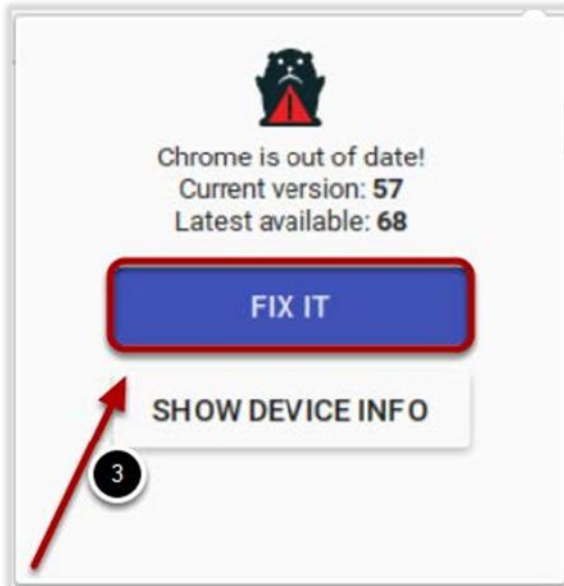 Chrome is out of date!
Current version: 57
Latest available: 68
FIX IT
SHOW DEVICE INFO
3